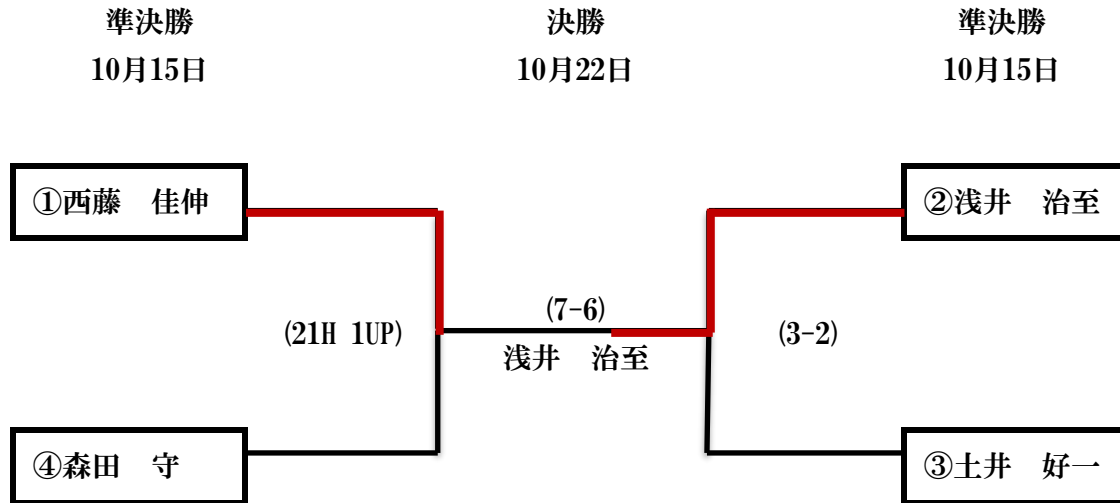 準決勝
10月15日
決勝
10月22日
準決勝
10月15日
①西藤　佳伸
②浅井　治至
(7-6)
(21H 1UP)
(3-2)
浅井　治至
④森田　守
③土井　好一